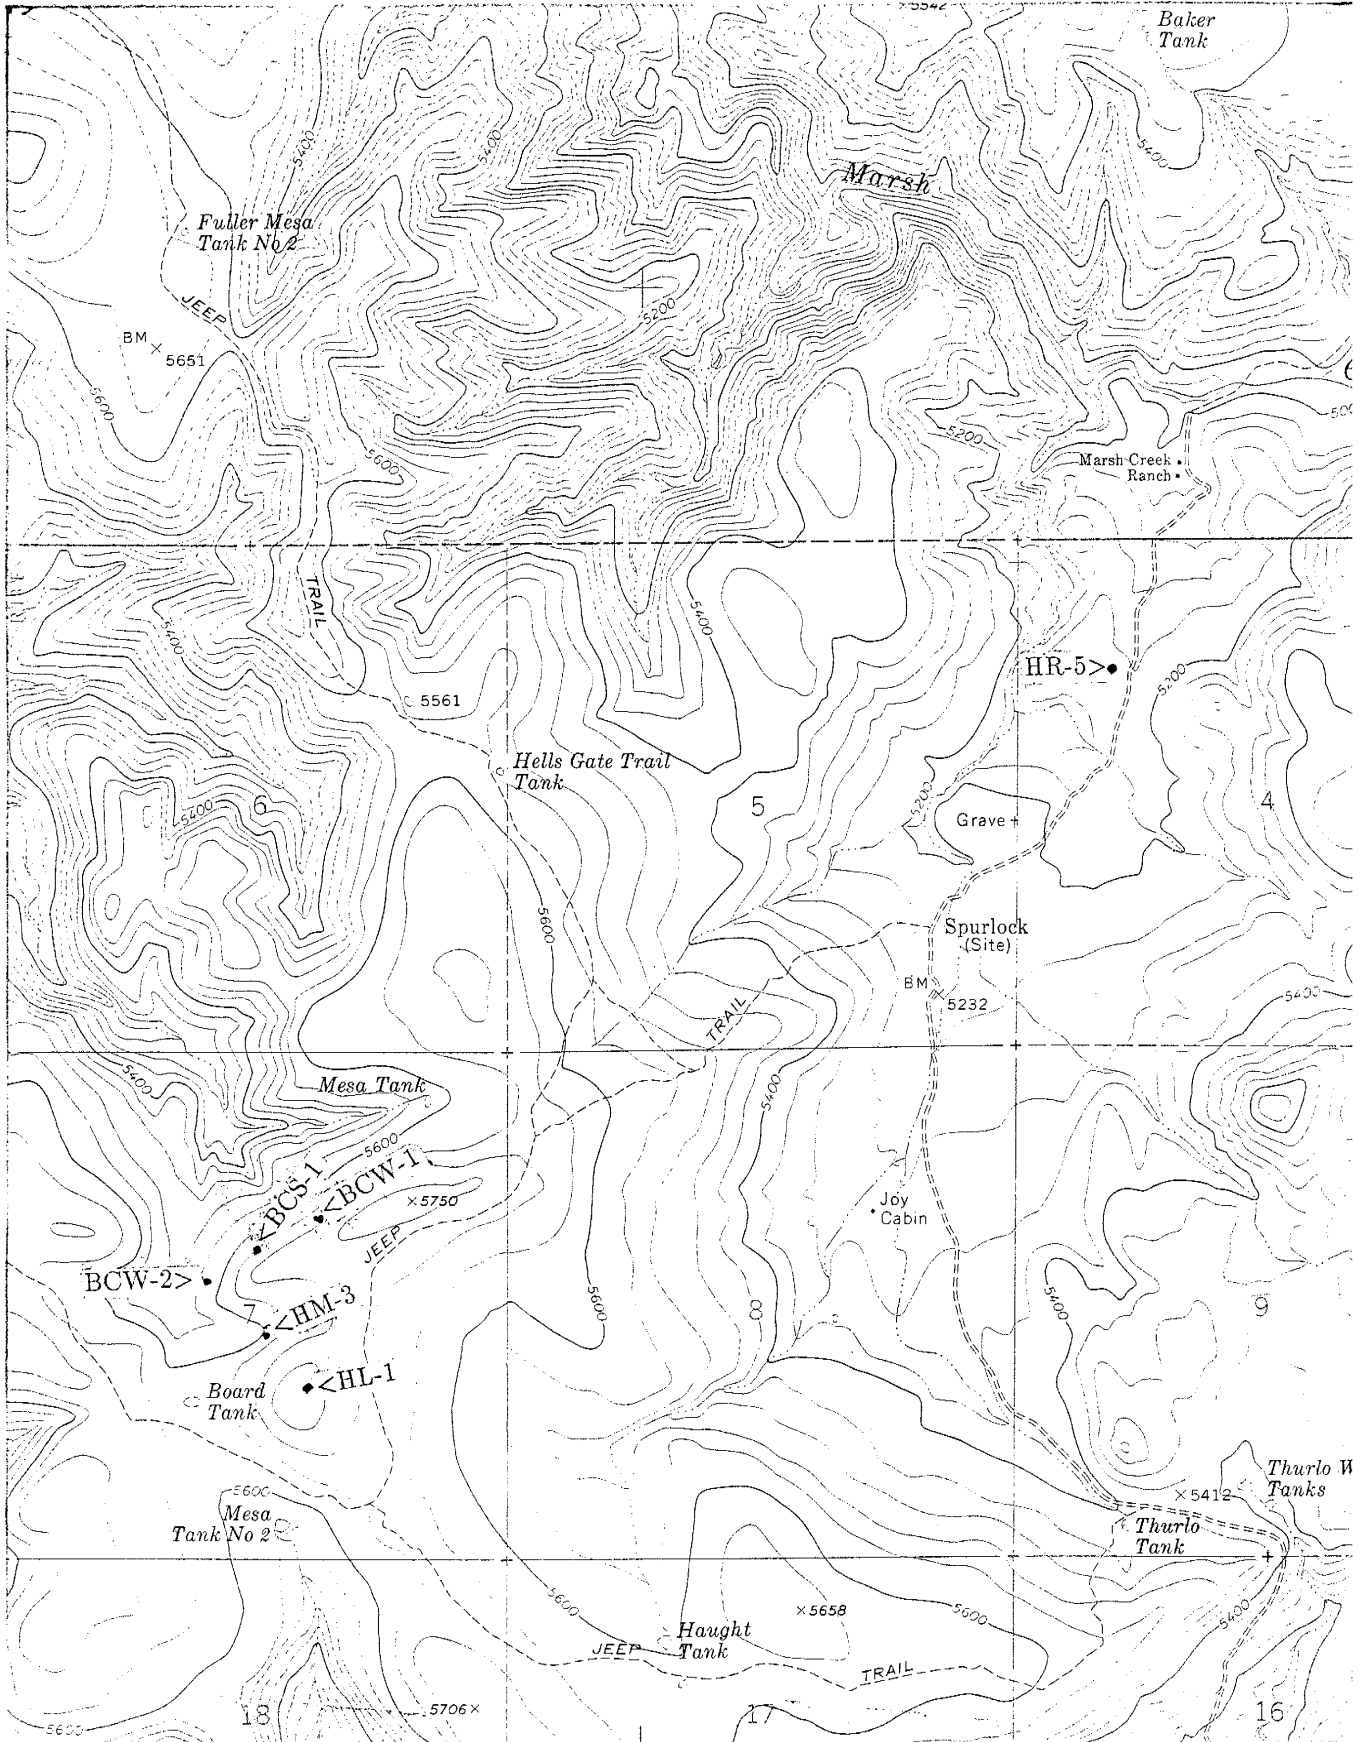 5542
Baker
Tank
5400
5400
5400
Marsh
Fuller Mesa
Tank No 2
JEEP
5200
BM
5651
5600
5600
5200
Marsh Creek
Ranch
TRAIL
5400
5400
HR-5>
5200
5561
Hells Gate Trail
Tank
6
5400
5
5200
4
Grave
5600
Spurlock
(Site)
BM
5232
5400
TRAIL
5400
Mesa Tank
5400
5600
<BCS-1
<BCW-1
5750
JEEP
Joy
Cabin
BCW-2>
5600
5400
7
<HM-3
8
9
<HL-1
Board
Tank
5600
Mesa
Tank No 2
5412
Thurlo W
Tanks
Thurlo
Tank
5600
5658
5600
5400
Haught
Tank
JEEP
TRAIL
5600
18
5706
17
16